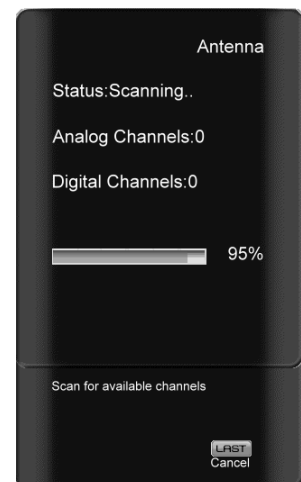 Antenna
Status:Scanning..
Analog Channels:0
Digital Channels:0
95%
Scan for available channels
LAST
Cancel